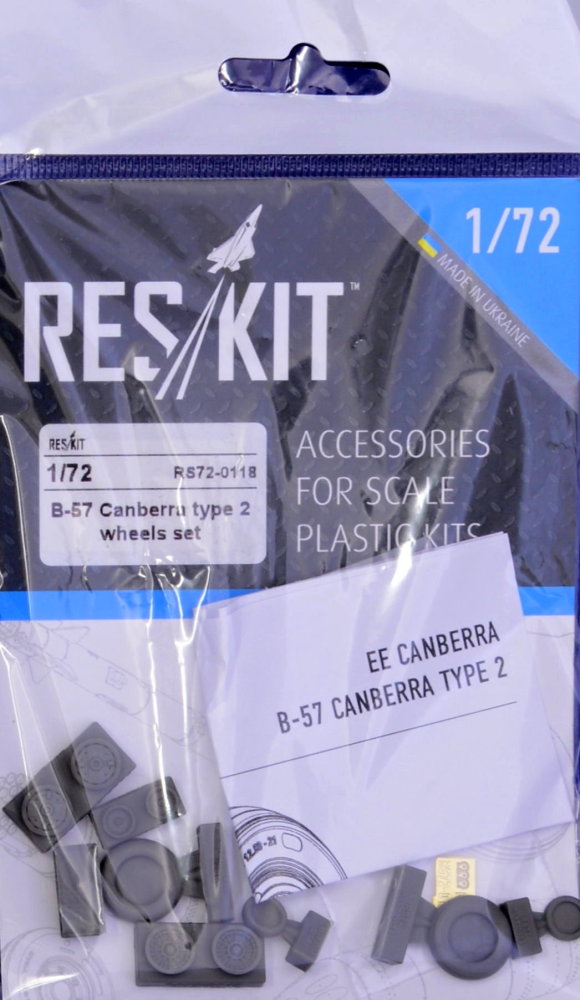 1/72
MADE IN UKRAINE
RES/KIT™
RES/KIT
1/72 RS72-0118
B-57 Canberra type 2
wheels set
ACCESSORIES
FOR SCALE
PLASTIC KITS
EE CANBERRA
B-57 CANBERRA TYPE 2